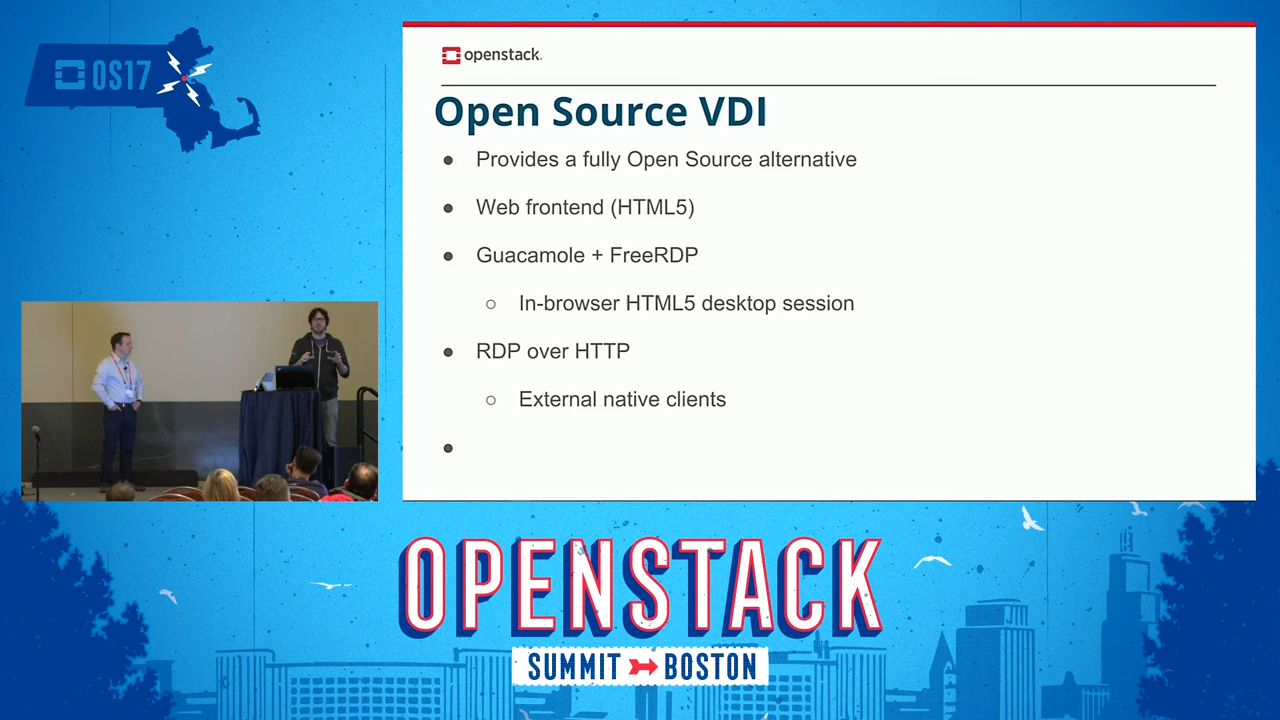 OS17
openstack.
Open Source VDI
● Provides a fully Open Source alternative
● Web frontend (HTML5)
● Guacamole + FreeRDP
○ In-browser HTML5 desktop session
● RDP over HTTP
○ External native clients
●
OPENSTACK
SUMMIT BOSTON